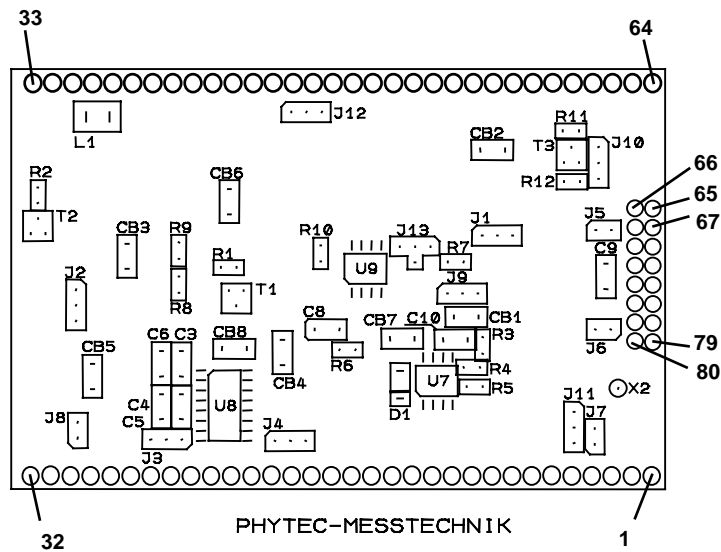 33
64
J12
R11
L1
CB2
T3
J10
66
R2
CB6
R12
65
T2
J5
67
CB3
R9
R10
J13
J1
R1
R7
C9
J2
U9
J9
R8
T1
C8
CB7
C10
CB1
C6
C3
CB8
R3
79
CB5
R6
J6
CB4
R4
80
U7
R5
X2
C4
U8
D1
J8
C5
J4
J11
J7
J3
32
PHYTEC-MESSTECHNIK
1